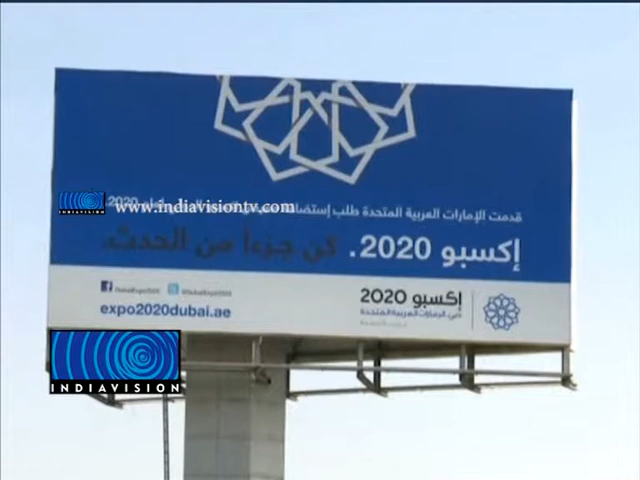 قدمت الإمارات العربية المتحدة طلب إستضافة
2020.
www.indiavisiontv.com
إكسبو 2020. كن جزءاً من الحدث.
إكسبو 2020
دبي، الإمارات العربية المتحدة
expo2020dubai.ae
INDIAVISION